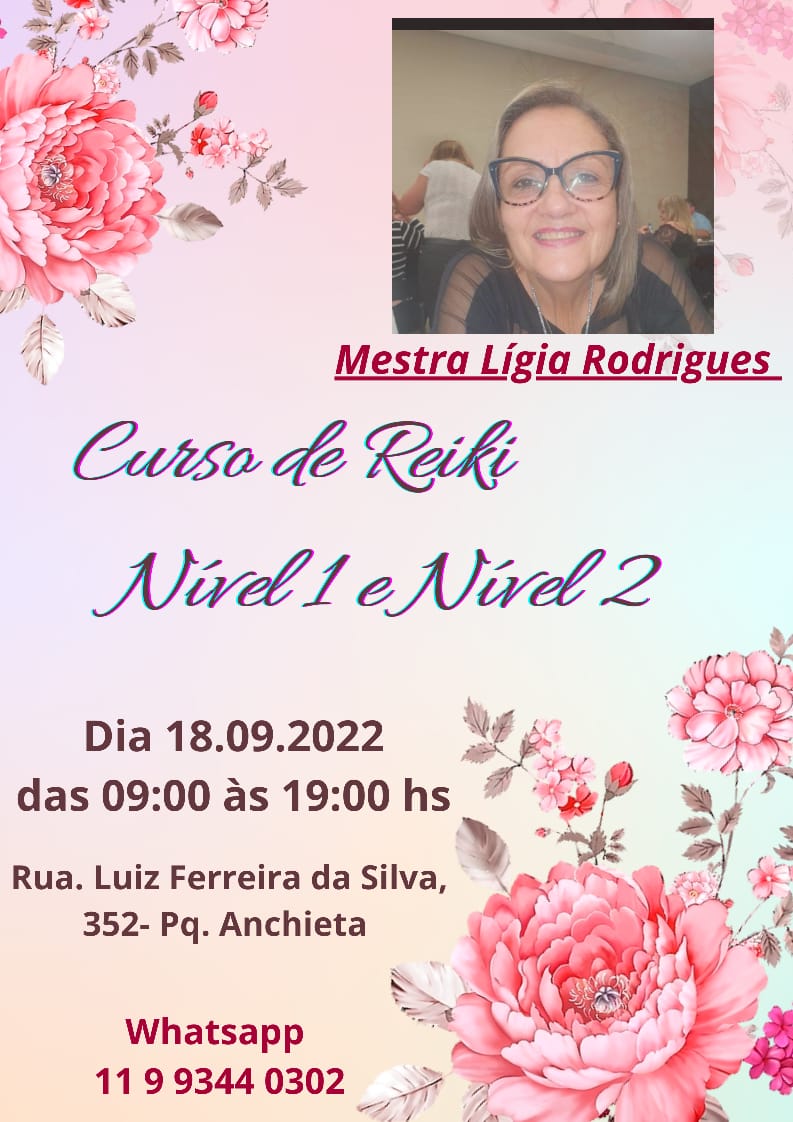 Mestra Lígia Rodrigues
Curso de Reiki
Nível 1 e Nível 2
Dia 18.09.2022
das 09:00 às 19:00 hs
Rua. Luiz Ferreira da Silva,
352- Pq. Anchieta
Whatsapp
11 9 9344 0302